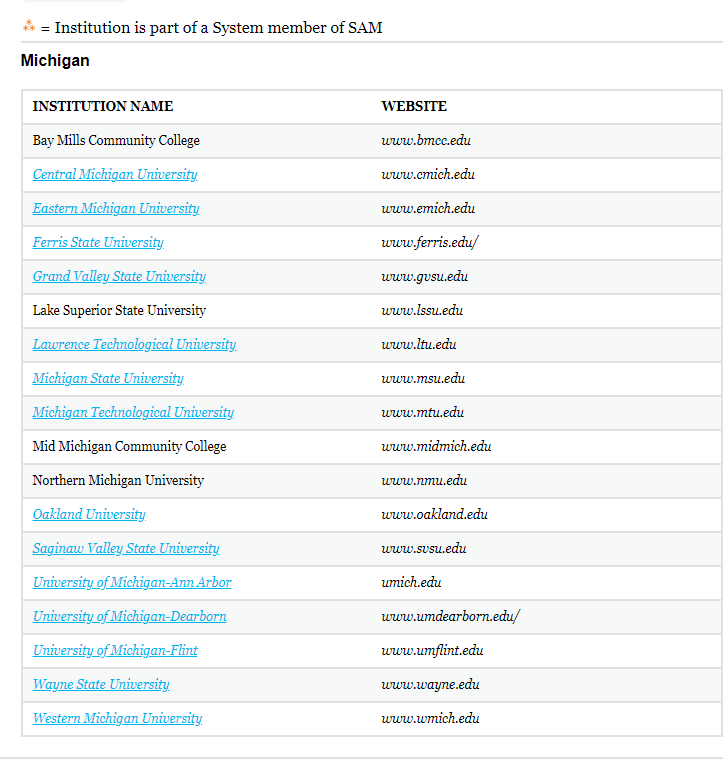 = Institution is part of a System member of SAM
Michigan
INSTITUTION NAME WEBSITE
Bay Mills Community College www.bmcc.edu
Central Michigan University www.cmich.edu
Eastern Michigan University www.emich.edu
Ferris State University www.ferris.edu/
Grand Valley State University www.gvsu.edu
Lake Superior State University www.lssu.edu
Lawrence Technological University www.ltu.edu
Michigan State University www.msu.edu
Michigan Technological University www.mtu.edu
Mid Michigan Community College www.midmich.edu
Northern Michigan University www.nmu.edu
Oakland University www.oakland.edu
Saginaw Valley State University www.svsu.edu
University of Michigan-Ann Arbor umich.edu
University of Michigan-Dearborn www.umdearborn.edu/
University of Michigan-Flint www.umflint.edu
Wayne State University www.wayne.edu
Western Michigan University www.wmich.edu